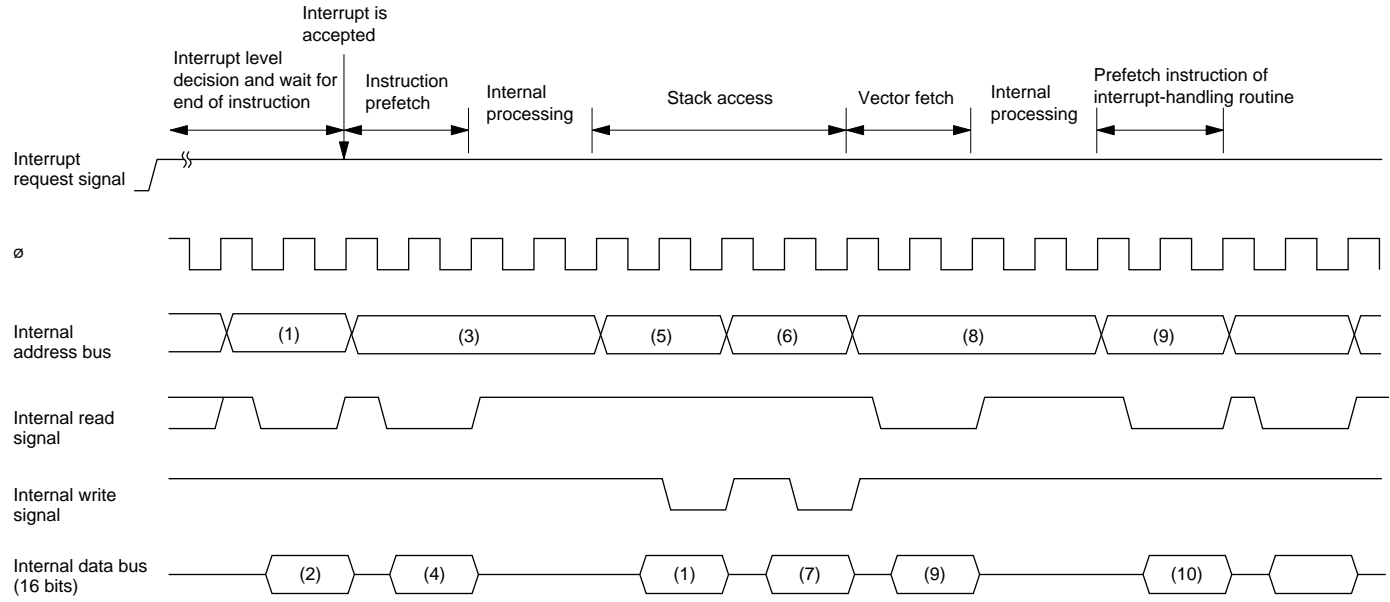 Interrupt is
accepted
Interrupt level
decision and wait for
end of instruction
Instruction
prefetch
Internal
processing
Stack access
Vector fetch
Internal
processing
Prefetch instruction of
interrupt-handling routine
Interrupt
request signal
ø
Internal
address bus
(1)
(3)
(5)
(6)
(8)
(9)
Internal read
signal
Internal write
signal
Internal data bus
(16 bits)
(2)
(4)
(1)
(7)
(9)
(10)